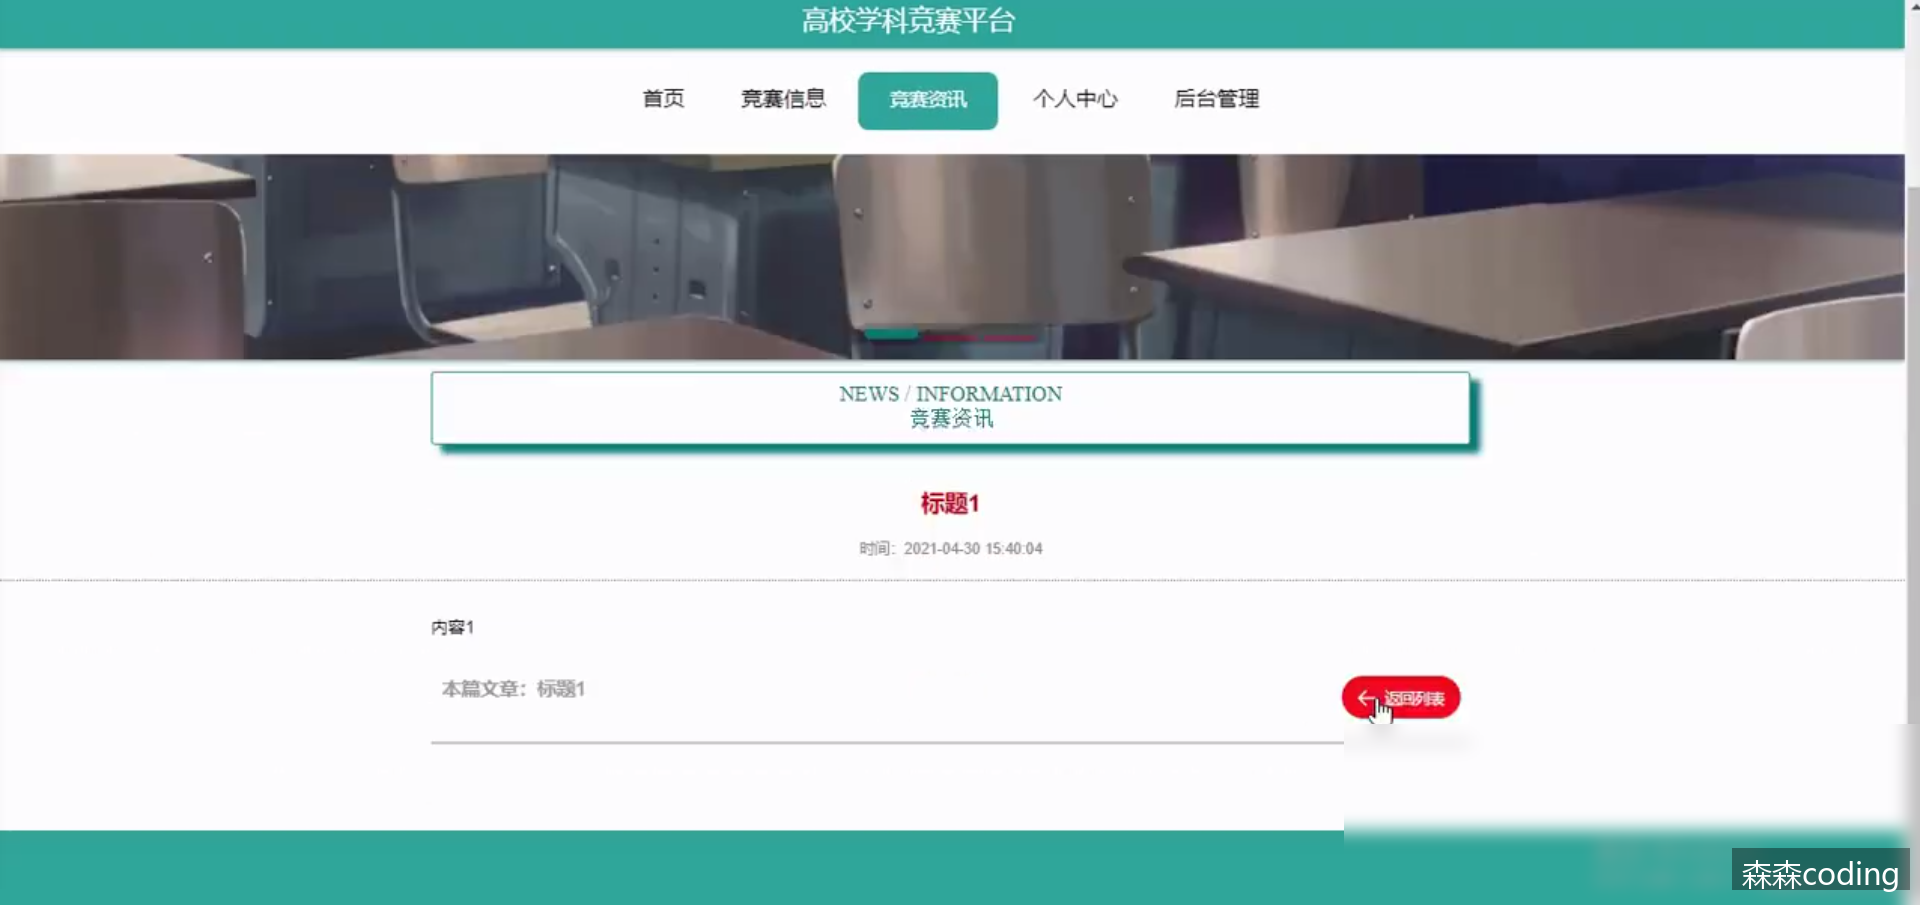 高校学科竞赛平台
首页 竞赛信息 竞赛资讯 个人中心 后台管理
NEWS / INFORMATION
竞赛资讯
标题1
时间：2021-04-30 15:40:04
内容1
本篇文章：标题1
返回列表
森森coding